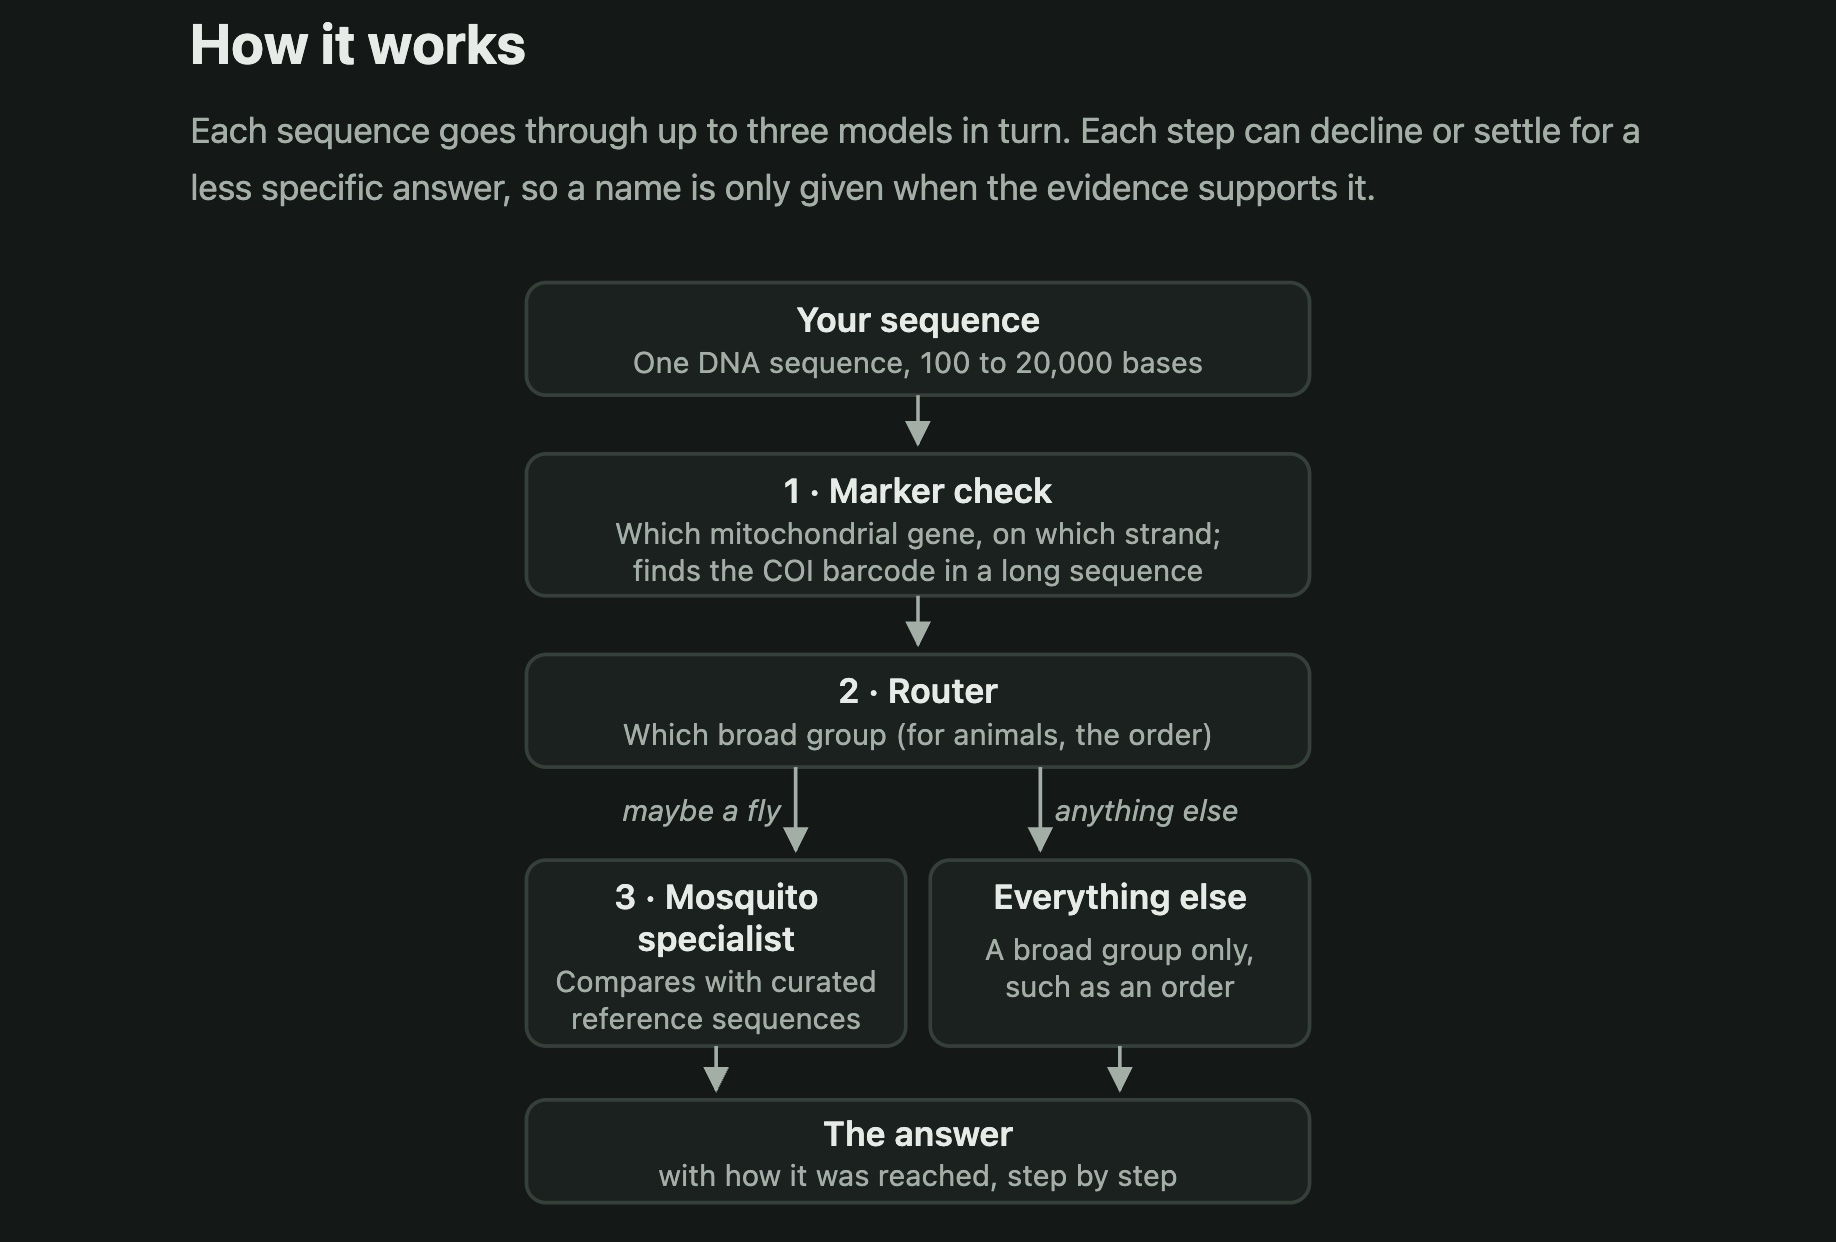 How it works
Each sequence goes through up to three models in turn. Each step can decline or settle for a
less specific answer, so a name is only given when the evidence supports it.
Your sequence
One DNA sequence, 100 to 20,000 bases
1 · Marker check
Which mitochondrial gene, on which strand;
finds the COI barcode in a long sequence
2 · Router
Which broad group (for animals, the order)
maybe a fly
anything else
3 · Mosquito
specialist
Compares with curated
reference sequences
Everything else
A broad group only,
such as an order
The answer
with how it was reached, step by step